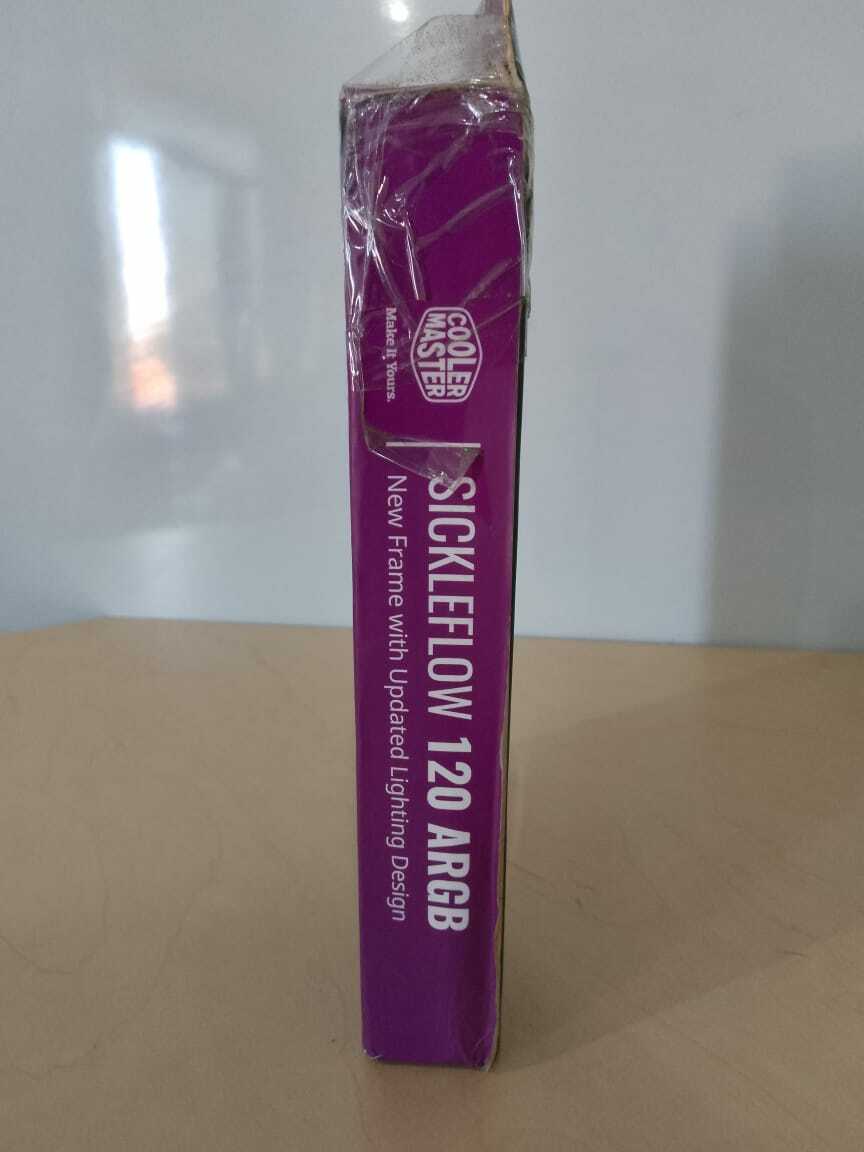 COOLER
MASTER
Make It Yours.
SICKLEFLOW 120 ARGB
New Frame with Updated Lighting Design